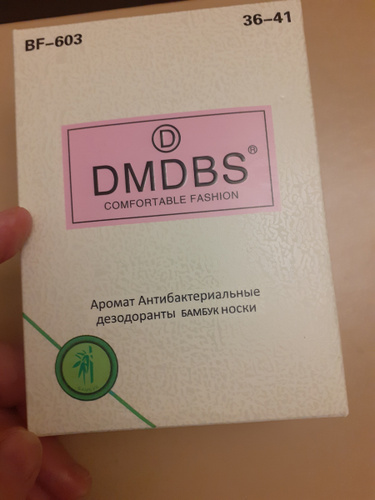 BF-603
36-41
D
DMDBS®
COMFORTABLE FASHION
Аромат Антибактериальные
дезодоранты БАМБУК НОСКИ